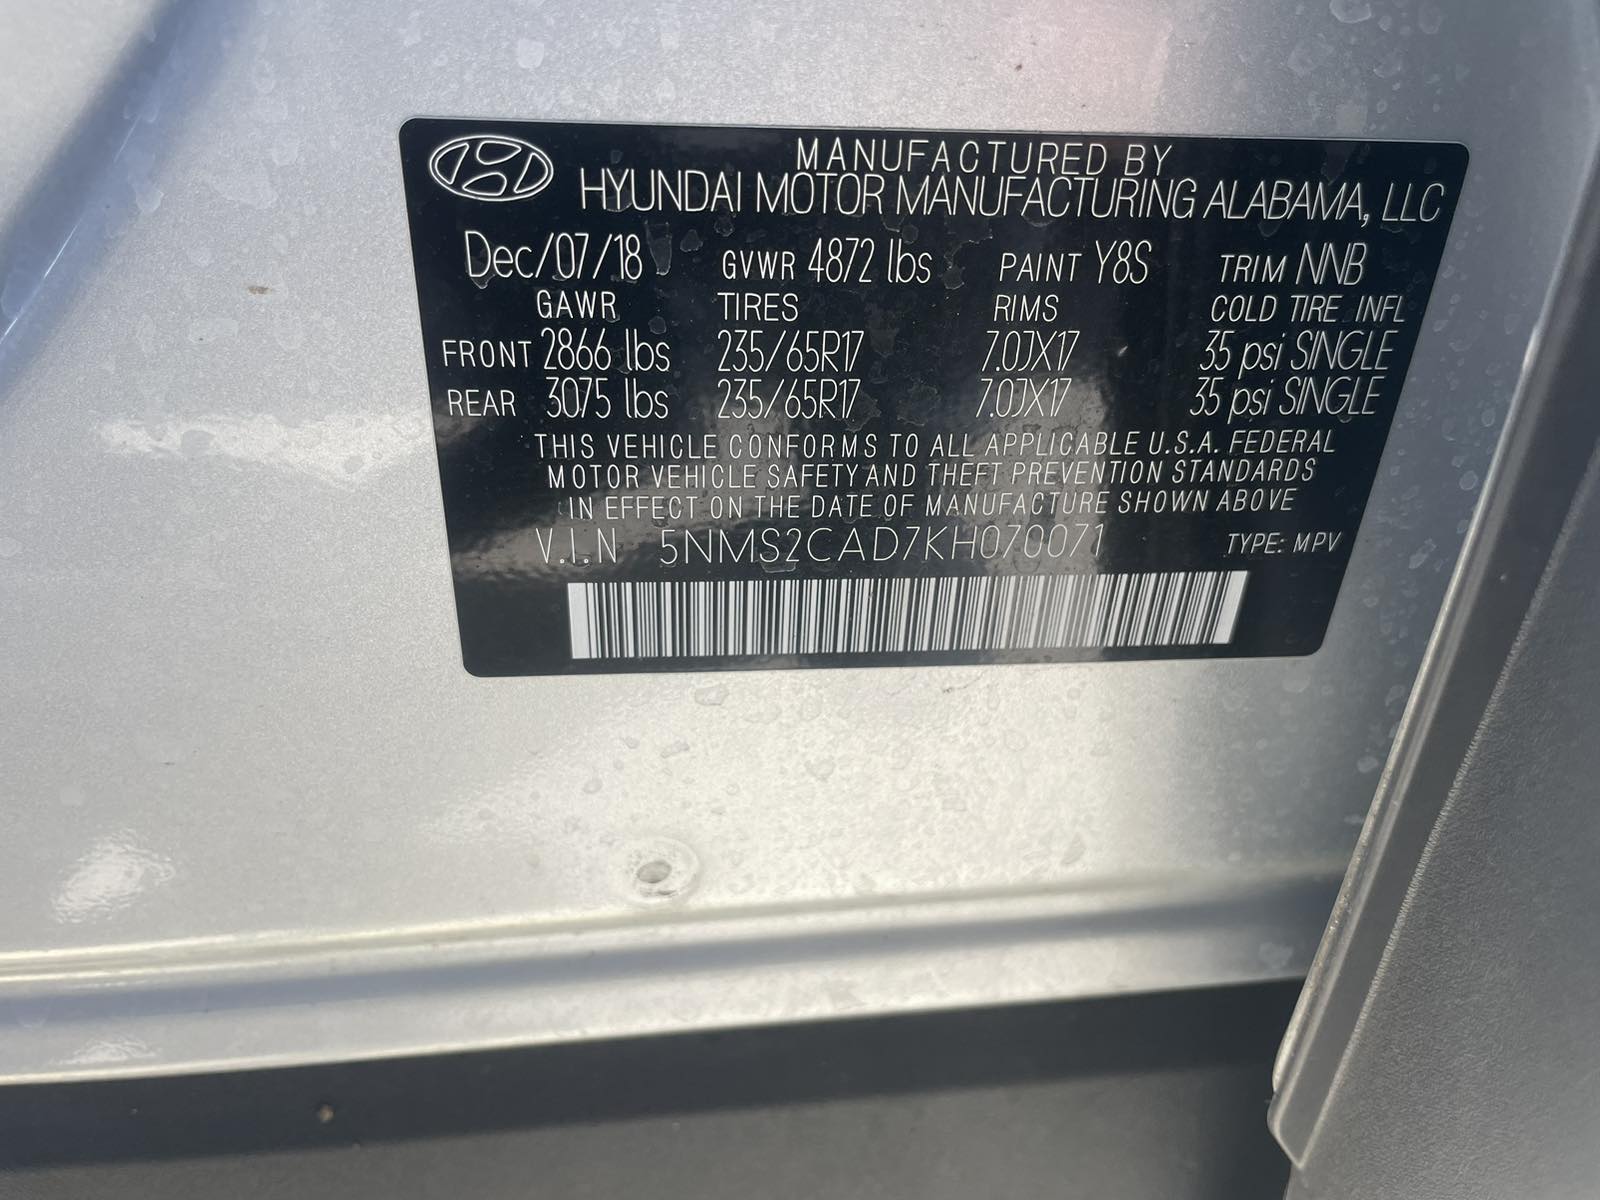 MANUFACTURED BY
HYUNDAI MOTOR MANUFACTURING ALABAMA, LLC
Dec/07/18 GVWR 4872 lbs PAINT Y8S TRIM NNB
GAWR TIRES RIMS COLD TIRE INFL
FRONT 2866 lbs 235/65R17 7.0JX17 35 psi SINGLE
REAR 3075 lbs 235/65R17 7.0JX17 35 psi SINGLE
THIS VEHICLE CONFORMS TO ALL APPLICABLE U.S.A. FEDERAL
MOTOR VEHICLE SAFETY AND THEFT PREVENTION STANDARDS
IN EFFECT ON THE DATE OF MANUFACTURE SHOWN ABOVE
V.I.N 5NMS2CAD7KH070071 TYPE: MPV